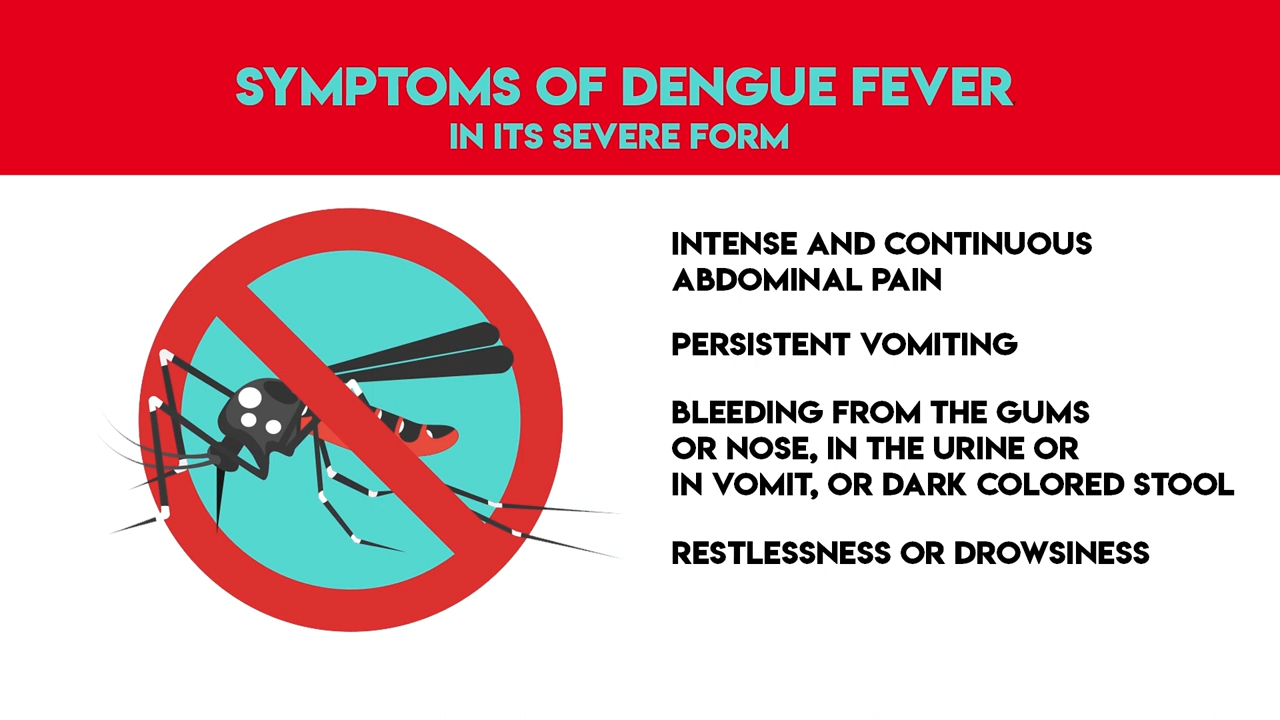 SYMPTOMS OF DENGUE FEVER
IN ITS SEVERE FORM
INTENSE AND CONTINUOUS
ABDOMINAL PAIN
PERSISTENT VOMITING
BLEEDING FROM THE GUMS
OR NOSE, IN THE URINE OR
IN VOMIT, OR DARK COLORED STOOL
RESTLESSNESS OR DROWSINESS